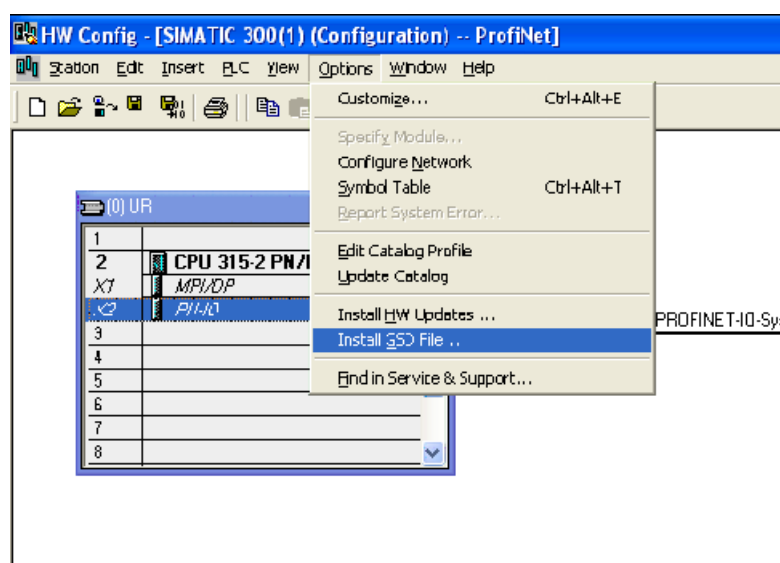 HW Config - [SIMATIC 300(1) (Configuration) -- ProfiNet]
Station Edit Insert PLC View Options Window Help
Customize... Ctrl+Alt+E
Specify Module...
Configure Network
Symbol Table Ctrl+Alt+T
Report System Error...
Edit Catalog Profile
Update Catalog
Install HW Updates ...
Install GSD File ...
Find in Service & Support...
(0) UR
1
2 CPU 315-2 PN/
X1 MPI/DP
X2 PN-IO
3
4
5
6
7
8
PROFINET-IO-Sys